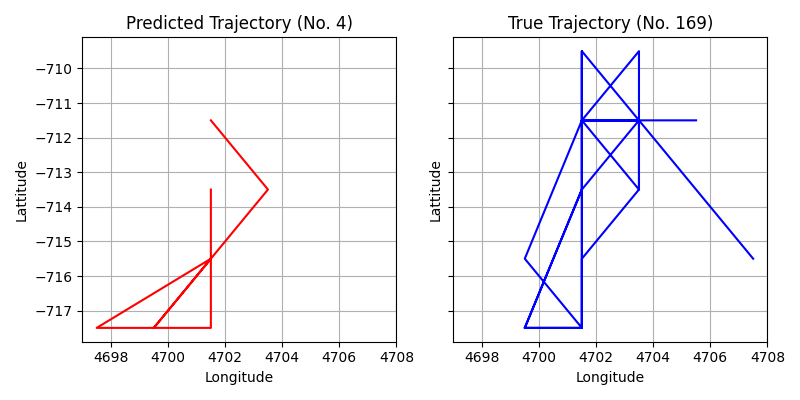 Predicted Trajectory (No. 4)
True Trajectory (No. 169)
−710
−711
−712
−713
−714
−715
−716
−717
Lattitude
Lattitude
4698 4700 4702 4704 4706 4708
4698 4700 4702 4704 4706 4708
Longitude
Longitude